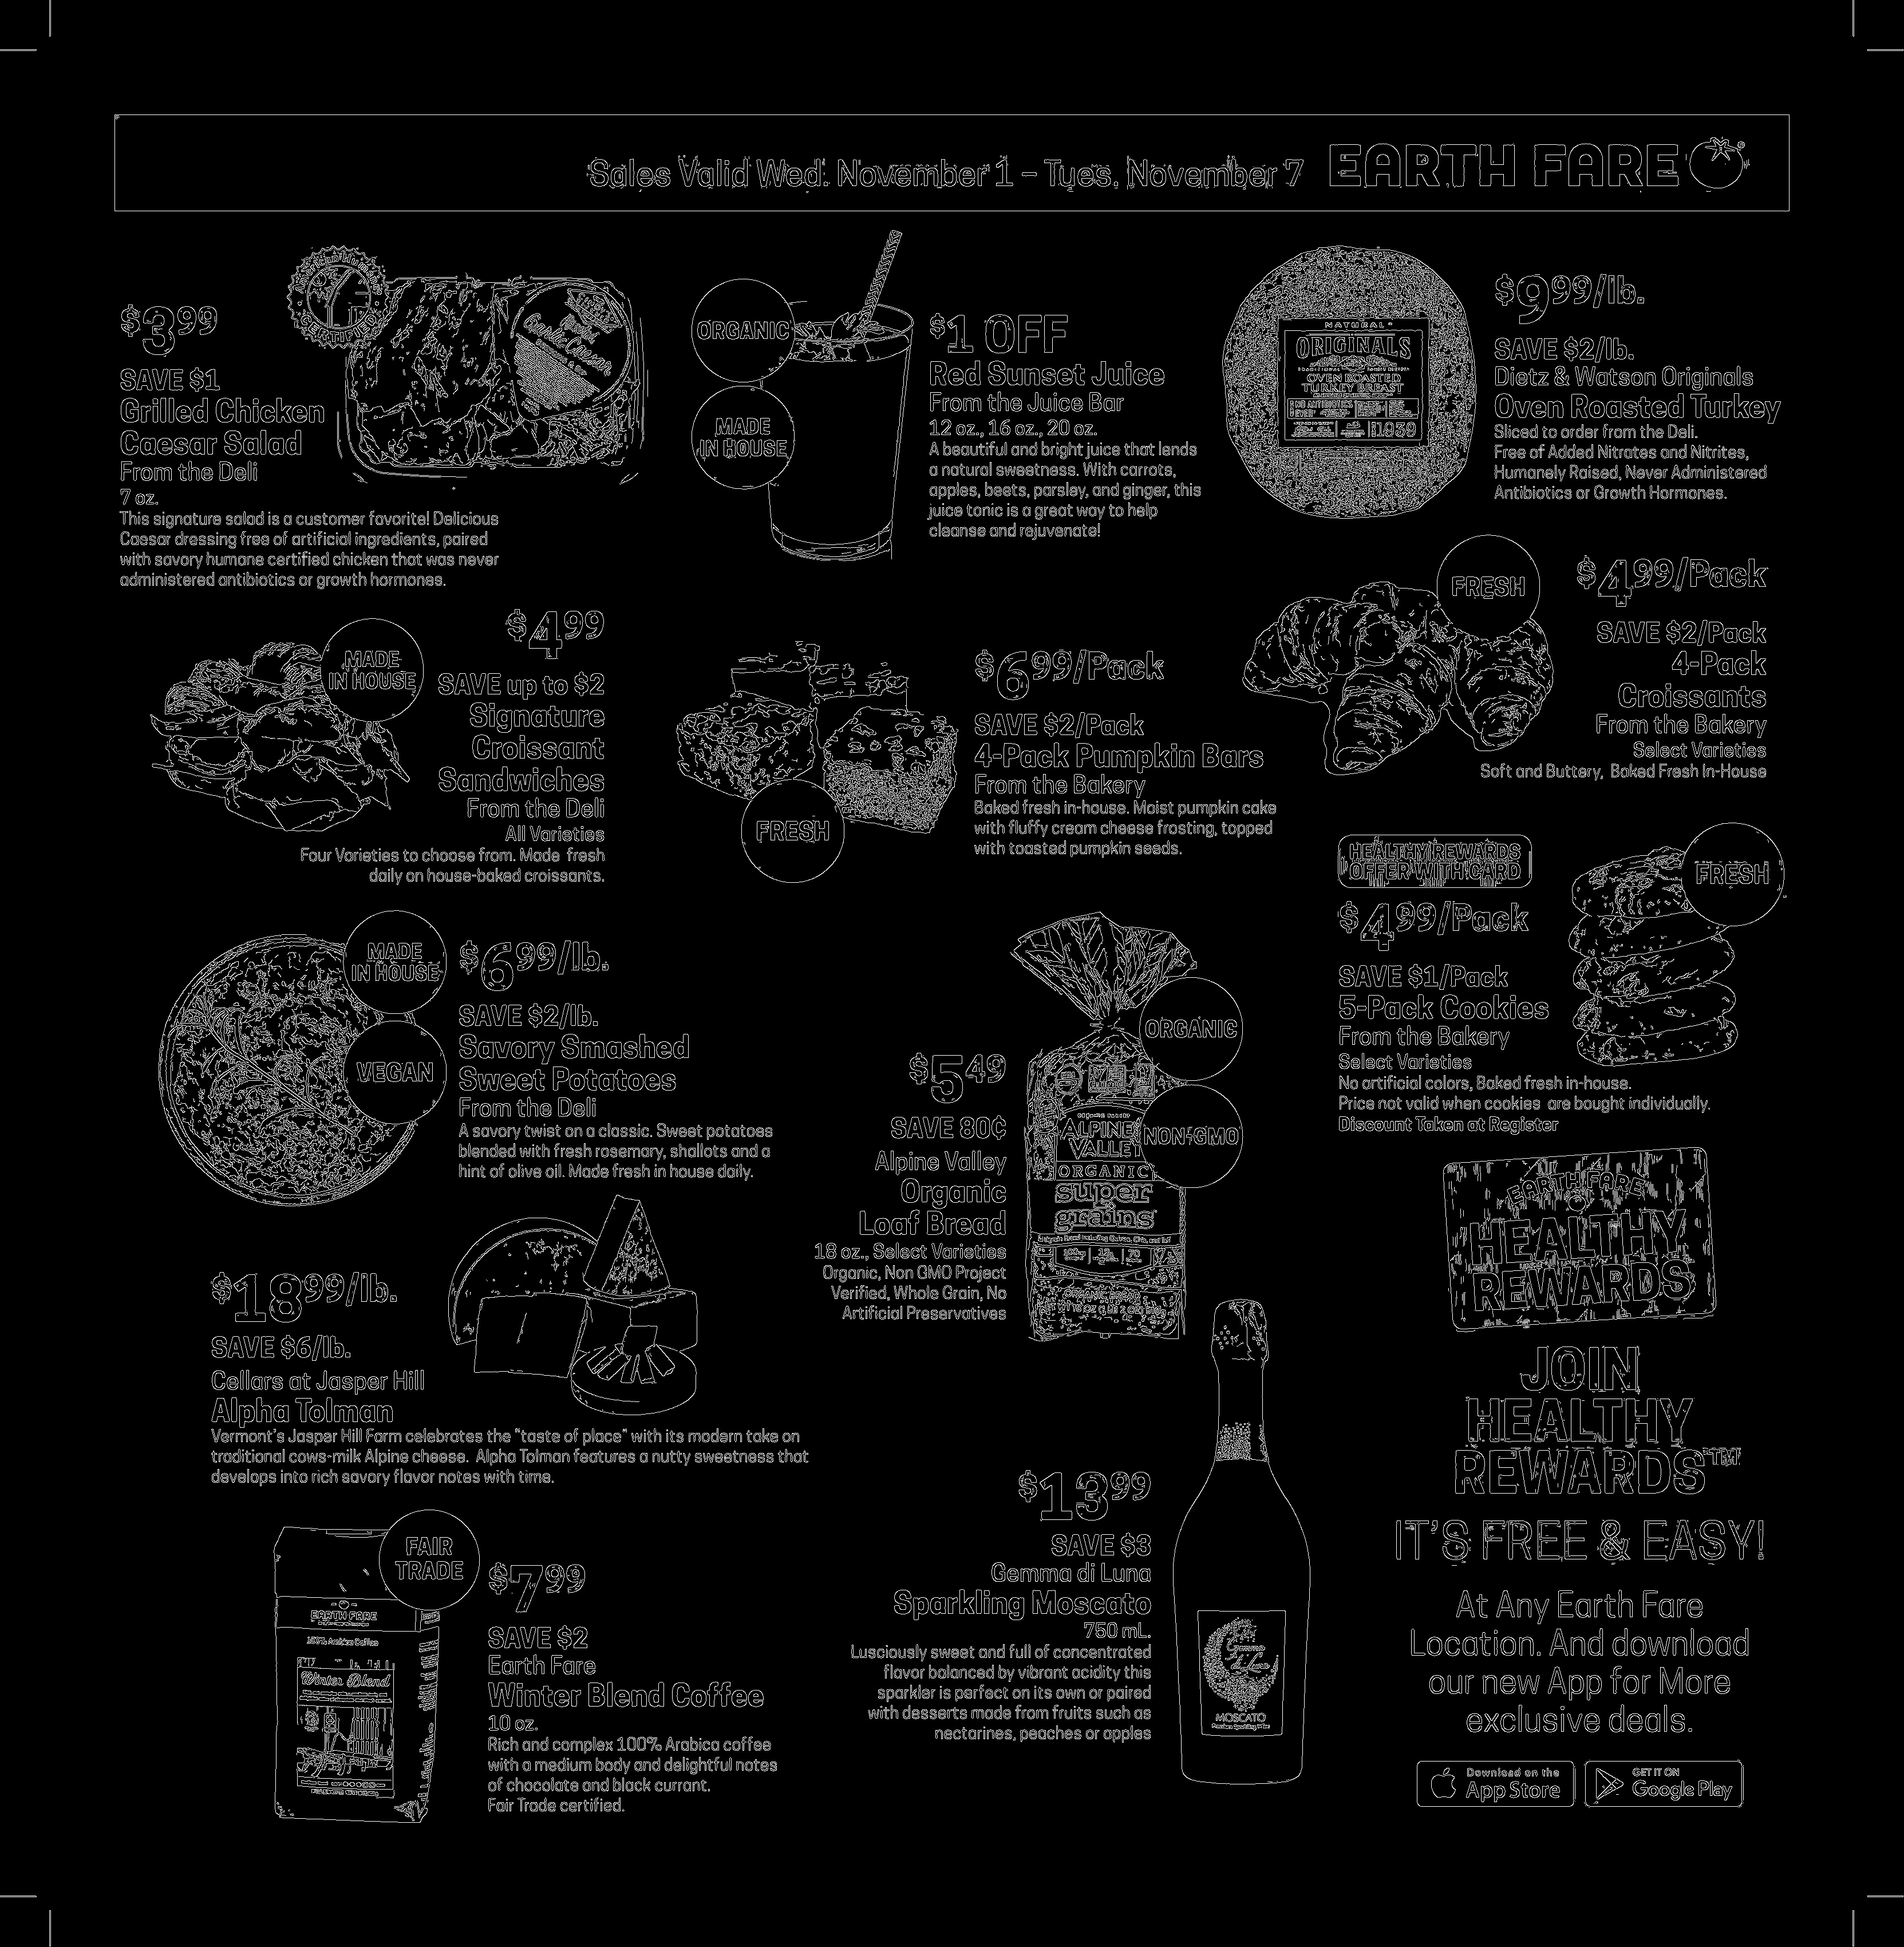 Sales Valid Wed. November 1 – Tues. November 7 EARTH FARE
$3.99
SAVE $1
Grilled Chicken
Caesar Salad
From the Deli
7 oz.
This signature salad is a customer favorite! Delicious
Caesar dressing free of artificial ingredients, paired
with savory humane certified chicken that was never
administered antibiotics or growth hormones.
CERTIFIED
ORGANIC
MADE
IN HOUSE
$1 OFF
Red Sunset Juice
From the Juice Bar
12 oz., 16 oz., 20 oz.
A beautiful and bright juice that lends
a natural sweetness. With carrots,
apples, beets, parsley, and ginger, this
juice tonic is a great way to help
cleanse and rejuvenate!
NATURAL
ORIGINALS
OVEN ROASTED
TURKEY BREAST
1939
$9.99/lb.
SAVE $2/lb.
Dietz & Watson Originals
Oven Roasted Turkey
Sliced to order from the Deli.
Free of Added Nitrates and Nitrites,
Humanely Raised, Never Administered
Antibiotics or Growth Hormones.
MADE
IN HOUSE
$4.99
SAVE up to $2
Signature
Croissant
Sandwiches
From the Deli
All Varieties
Four Varieties to choose from. Made fresh
daily on house-baked croissants.
FRESH
$6.99/Pack
SAVE $2/Pack
4-Pack Pumpkin Bars
From the Bakery
Baked fresh in-house. Moist pumpkin cake
with fluffy cream cheese frosting, topped
with toasted pumpkin seeds.
FRESH
$4.99/Pack
SAVE $2/Pack
4-Pack
Croissants
From the Bakery
Select Varieties
Soft and Buttery, Baked Fresh In-House
MADE
IN HOUSE
VEGAN
$6.99/lb.
SAVE $2/lb.
Savory Smashed
Sweet Potatoes
From the Deli
A savory twist on a classic. Sweet potatoes
blended with fresh rosemary, shallots and a
hint of olive oil. Made fresh in house daily.
$5.49
SAVE 80¢
Alpine Valley
Organic
Loaf Bread
18 oz., Select Varieties
Organic, Non GMO Project
Verified, Whole Grain, No
Artificial Preservatives
ORGANIC
NON-GMO
ALPINE
VALLEY
ORGANIC
super
grains
HEALTHY REWARDS
OFFER WITH CARD
FRESH
$4.99/Pack
SAVE $1/Pack
5-Pack Cookies
From the Bakery
Select Varieties
No artificial colors, Baked fresh in-house.
Price not valid when cookies are bought individually.
Discount Taken at Register
$18.99/lb.
SAVE $6/lb.
Cellars at Jasper Hill
Alpha Tolman
Vermont's Jasper Hill Farm celebrates the "taste of place" with its modern take on
traditional cows-milk Alpine cheese. Alpha Tolman features a nutty sweetness that
develops into rich savory flavor notes with time.
FAIR
TRADE
EARTH FARE
100% Arabica Coffee
Winter Blend
$7.99
SAVE $2
Earth Fare
Winter Blend Coffee
10 oz.
Rich and complex 100% Arabica coffee
with a medium body and delightful notes
of chocolate and black currant.
Fair Trade certified.
$13.99
SAVE $3
Gemma di Luna
Sparkling Moscato
750 mL.
Lusciously sweet and full of concentrated
flavor balanced by vibrant acidity this
sparkler is perfect on its own or paired
with desserts made from fruits such as
nectarines, peaches or apples
Gemma
di Luna
MOSCATO
EARTH FARE
HEALTHY
REWARDS
JOIN
HEALTHY
REWARDS™
IT'S FREE & EASY!
At Any Earth Fare
Location. And download
our new App for More
exclusive deals.
Download on the
App Store
GET IT ON
Google Play